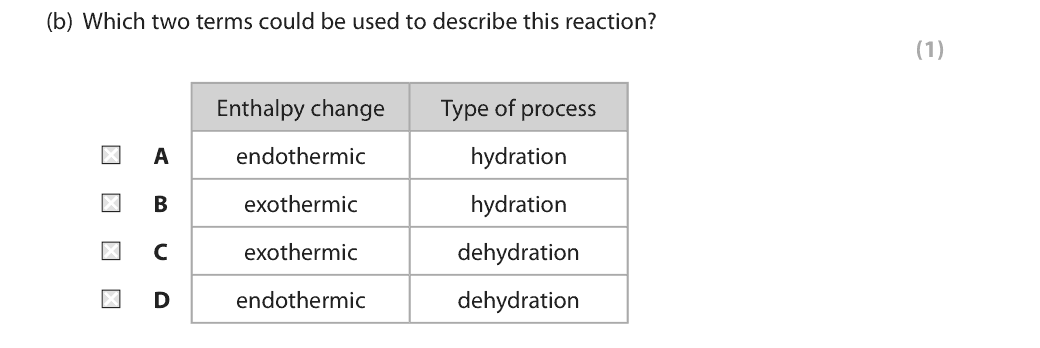 (b) Which two terms could be used to describe this reaction?
(1)
Enthalpy change Type of process
A endothermic hydration
B exothermic hydration
C exothermic dehydration
D endothermic dehydration